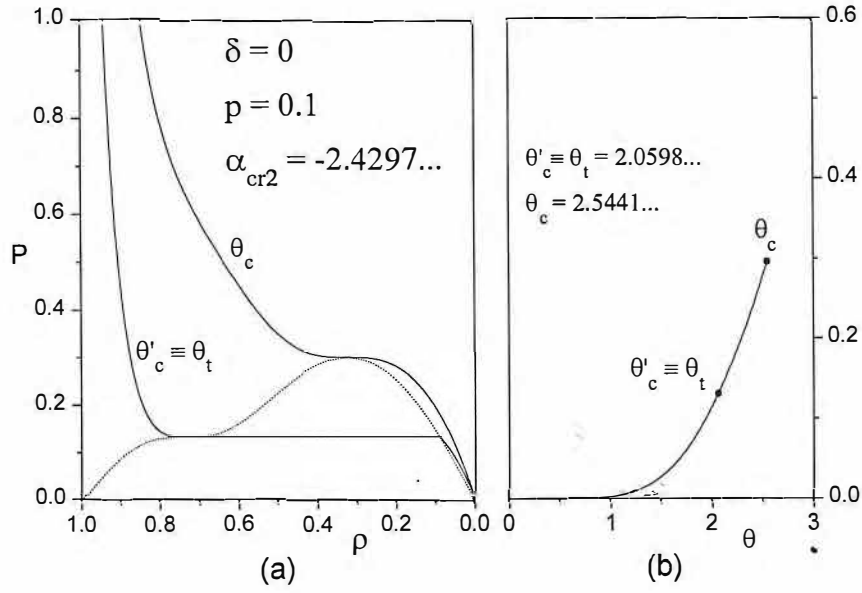 1.0
0.8
0.6
0.4
0.2
0.0
P
δ = 0
p = 0.1
α_cr2 = -2.4297...
θ_c
θ'_c ≡ θ_t
1.0 0.8 0.6 0.4 0.2 0.0
ρ
(a)
θ'_c ≡ θ_t = 2.0598...
θ_c = 2.5441...
θ_c
θ'_c ≡ θ_t
0.6
0.4
0.2
0.0
0 1 2 3
θ
(b)